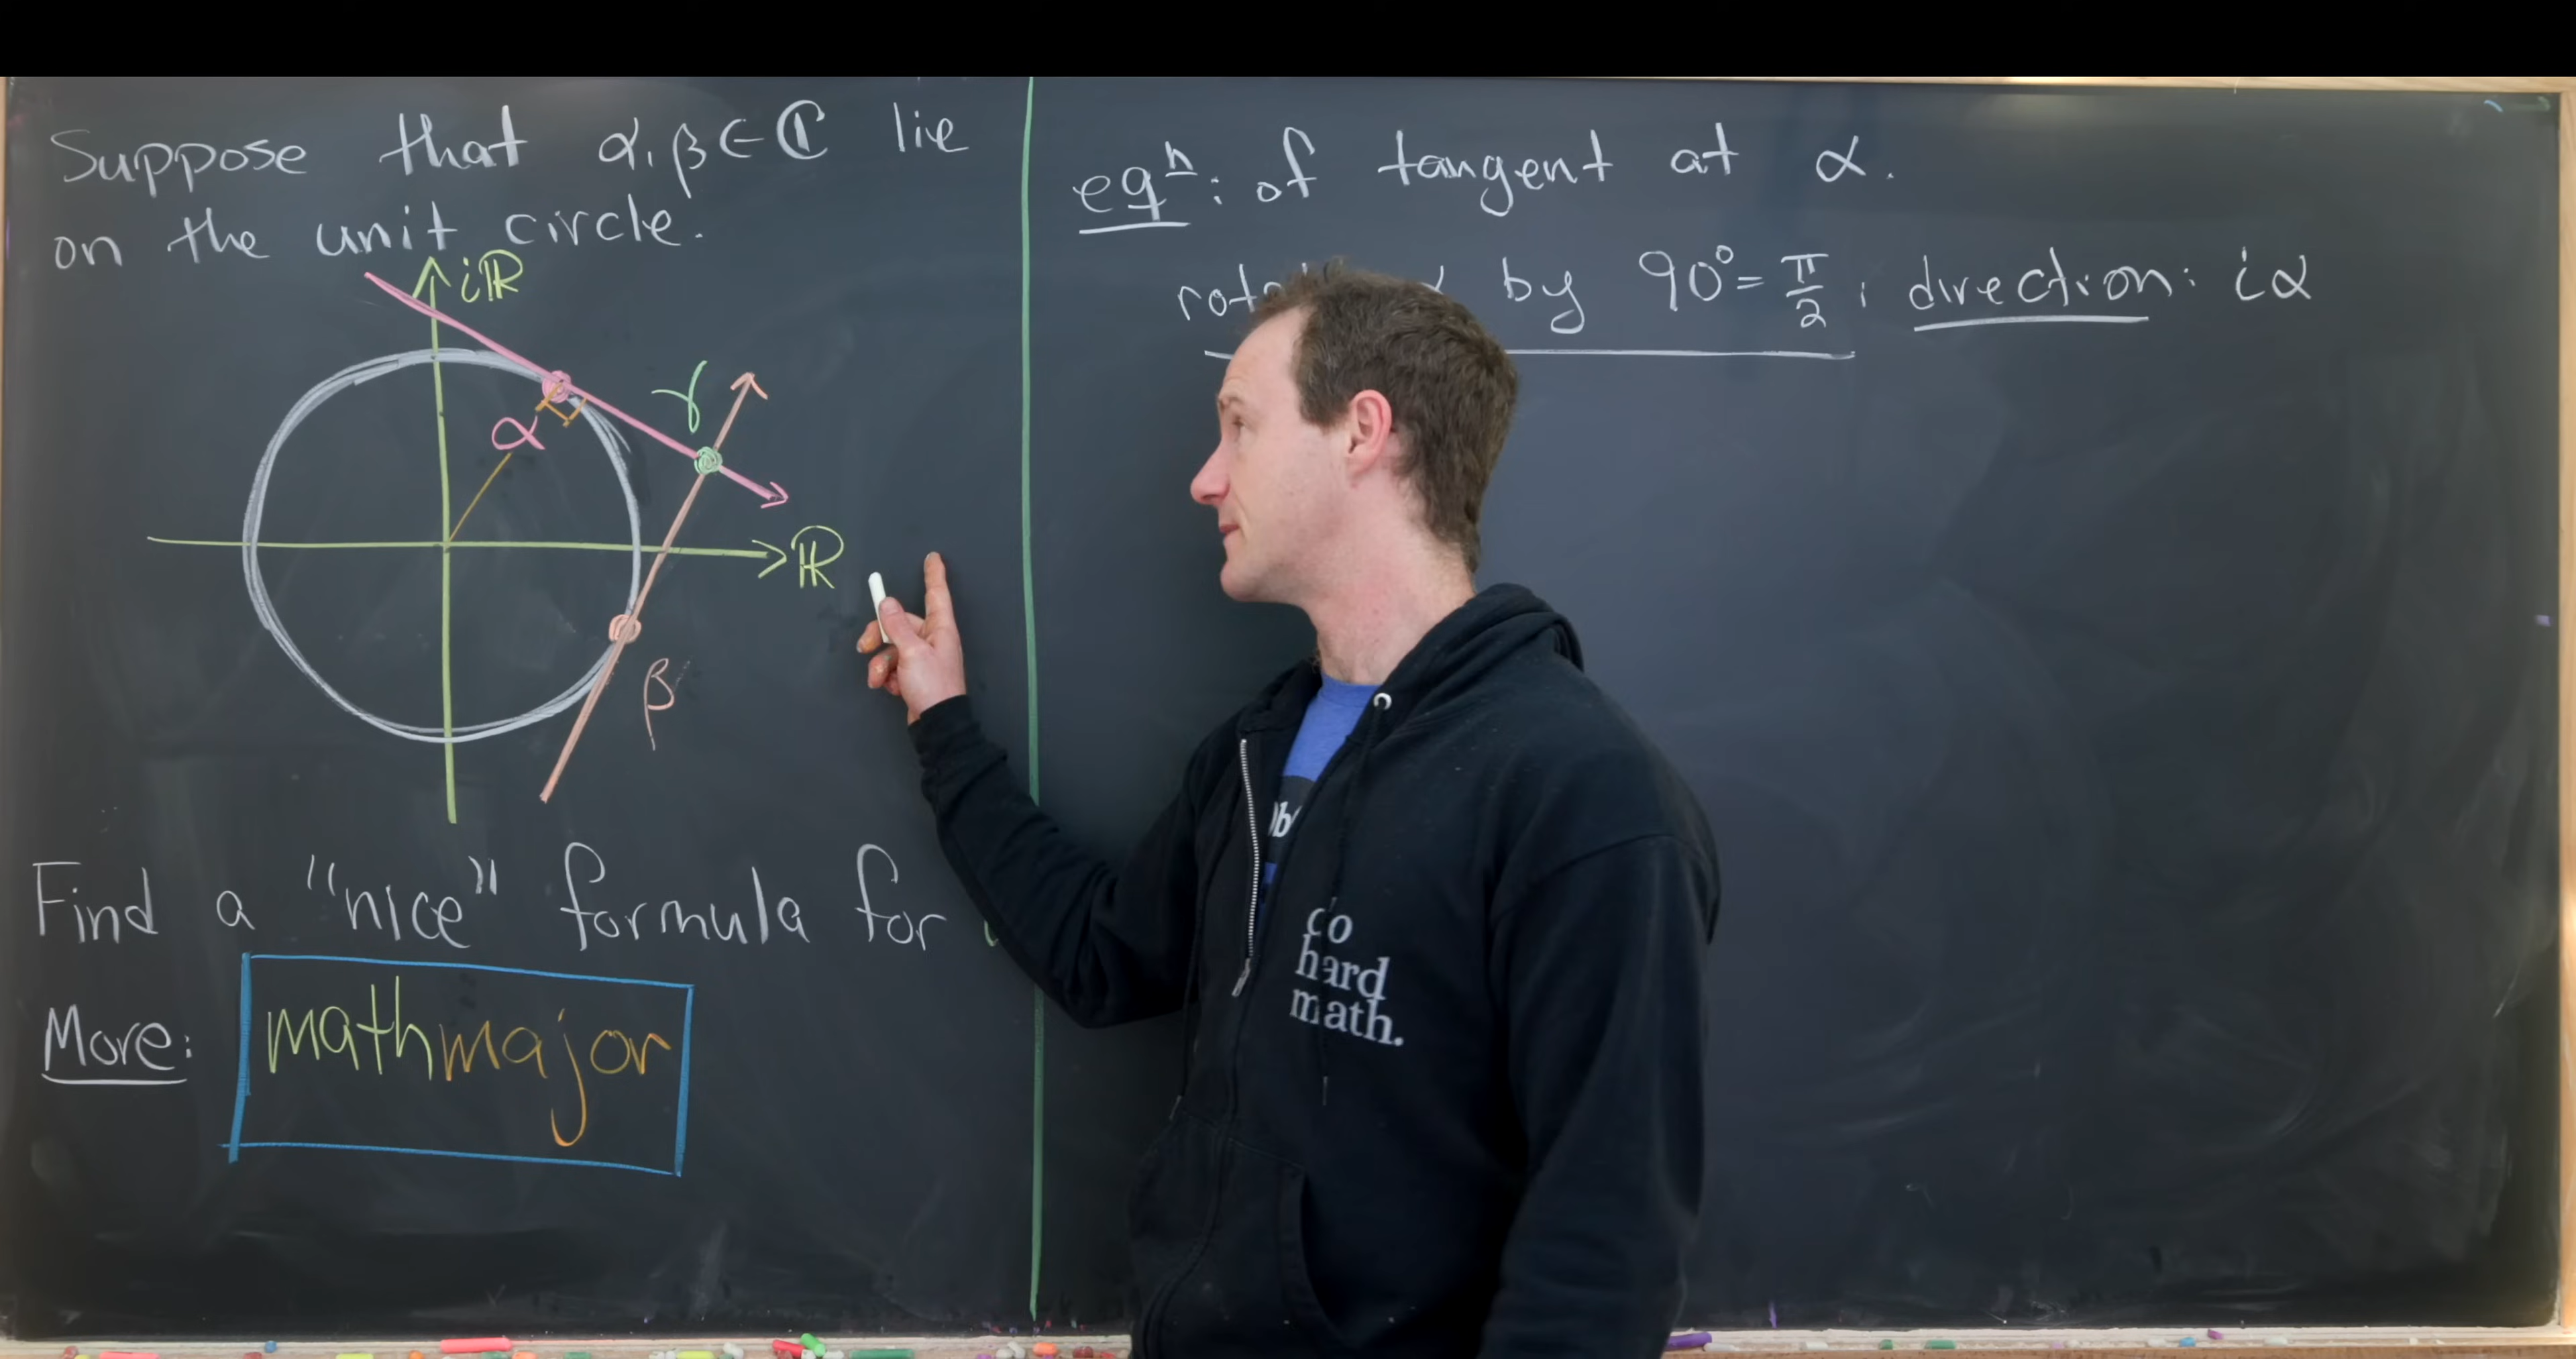 Suppose that α, β ∈ ℂ lie
on the unit circle.
iℝ
α
γ
ℝ
β
Find a "nice" formula for
More: mathmajor
eqⁿ: of tangent at α.
by 90° = π/2, direction: iα
do
hard
math.